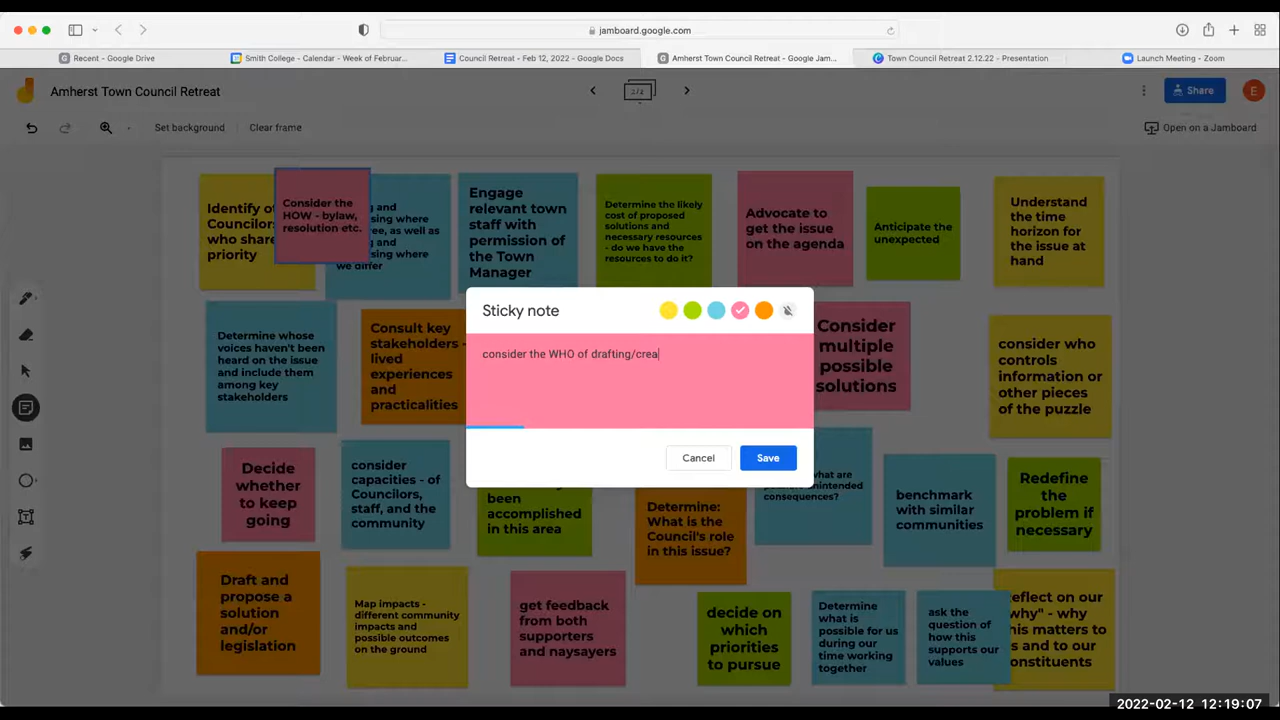 jamboard.google.com
Recent - Google Drive
Smith College - Calendar - Week of Februar...
Council Retreat - Feb 12, 2022 - Google Docs
Amherst Town Council Retreat - Google Jam...
Town Council Retreat 2.12.22 - Presentation
Launch Meeting - Zoom
Amherst Town Council Retreat
2/2
Share
E
Set background
Clear frame
Open on a Jamboard
Identify ot
Councilors
who share
priority
Consider the
HOW - bylaw,
resolution etc.
g and
sing where
ree, as well as
g and
sing where
we differ
Engage
relevant town
staff with
permission of
the Town
Manager
Determine the likely
cost of proposed
solutions and
necessary resources
- do we have the
resources to do it?
Advocate to
get the issue
on the agenda
Anticipate the
unexpected
Understand
the time
horizon for
the issue at
hand
Determine whose
voices haven't been
heard on the issue
and include them
among key
stakeholders
Consult key
stakeholders -
lived
experiences
and
practicalities
Sticky note
consider the WHO of drafting/crea
Cancel
Save
Consider
multiple
possible
solutions
consider who
controls
information or
other pieces
of the puzzle
Decide
whether
to keep
going
consider
capacities - of
Councilors,
staff, and the
community
been
accomplished
in this area
Determine:
What is the
Council's role
in this issue?
what are
unintended
consequences?
benchmark
with similar
communities
Redefine
the
problem if
necessary
Draft and
propose a
solution
and/or
legislation
Map impacts -
different community
impacts and
possible outcomes
on the ground
get feedback
from both
supporters
and naysayers
decide on
which
priorities
to pursue
Determine
what is
possible for us
during our
time working
together
ask the
question of
how this
supports our
values
eflect on our
why" - why
his matters to
s and to our
onstituents
2022-02-12 12:19:07